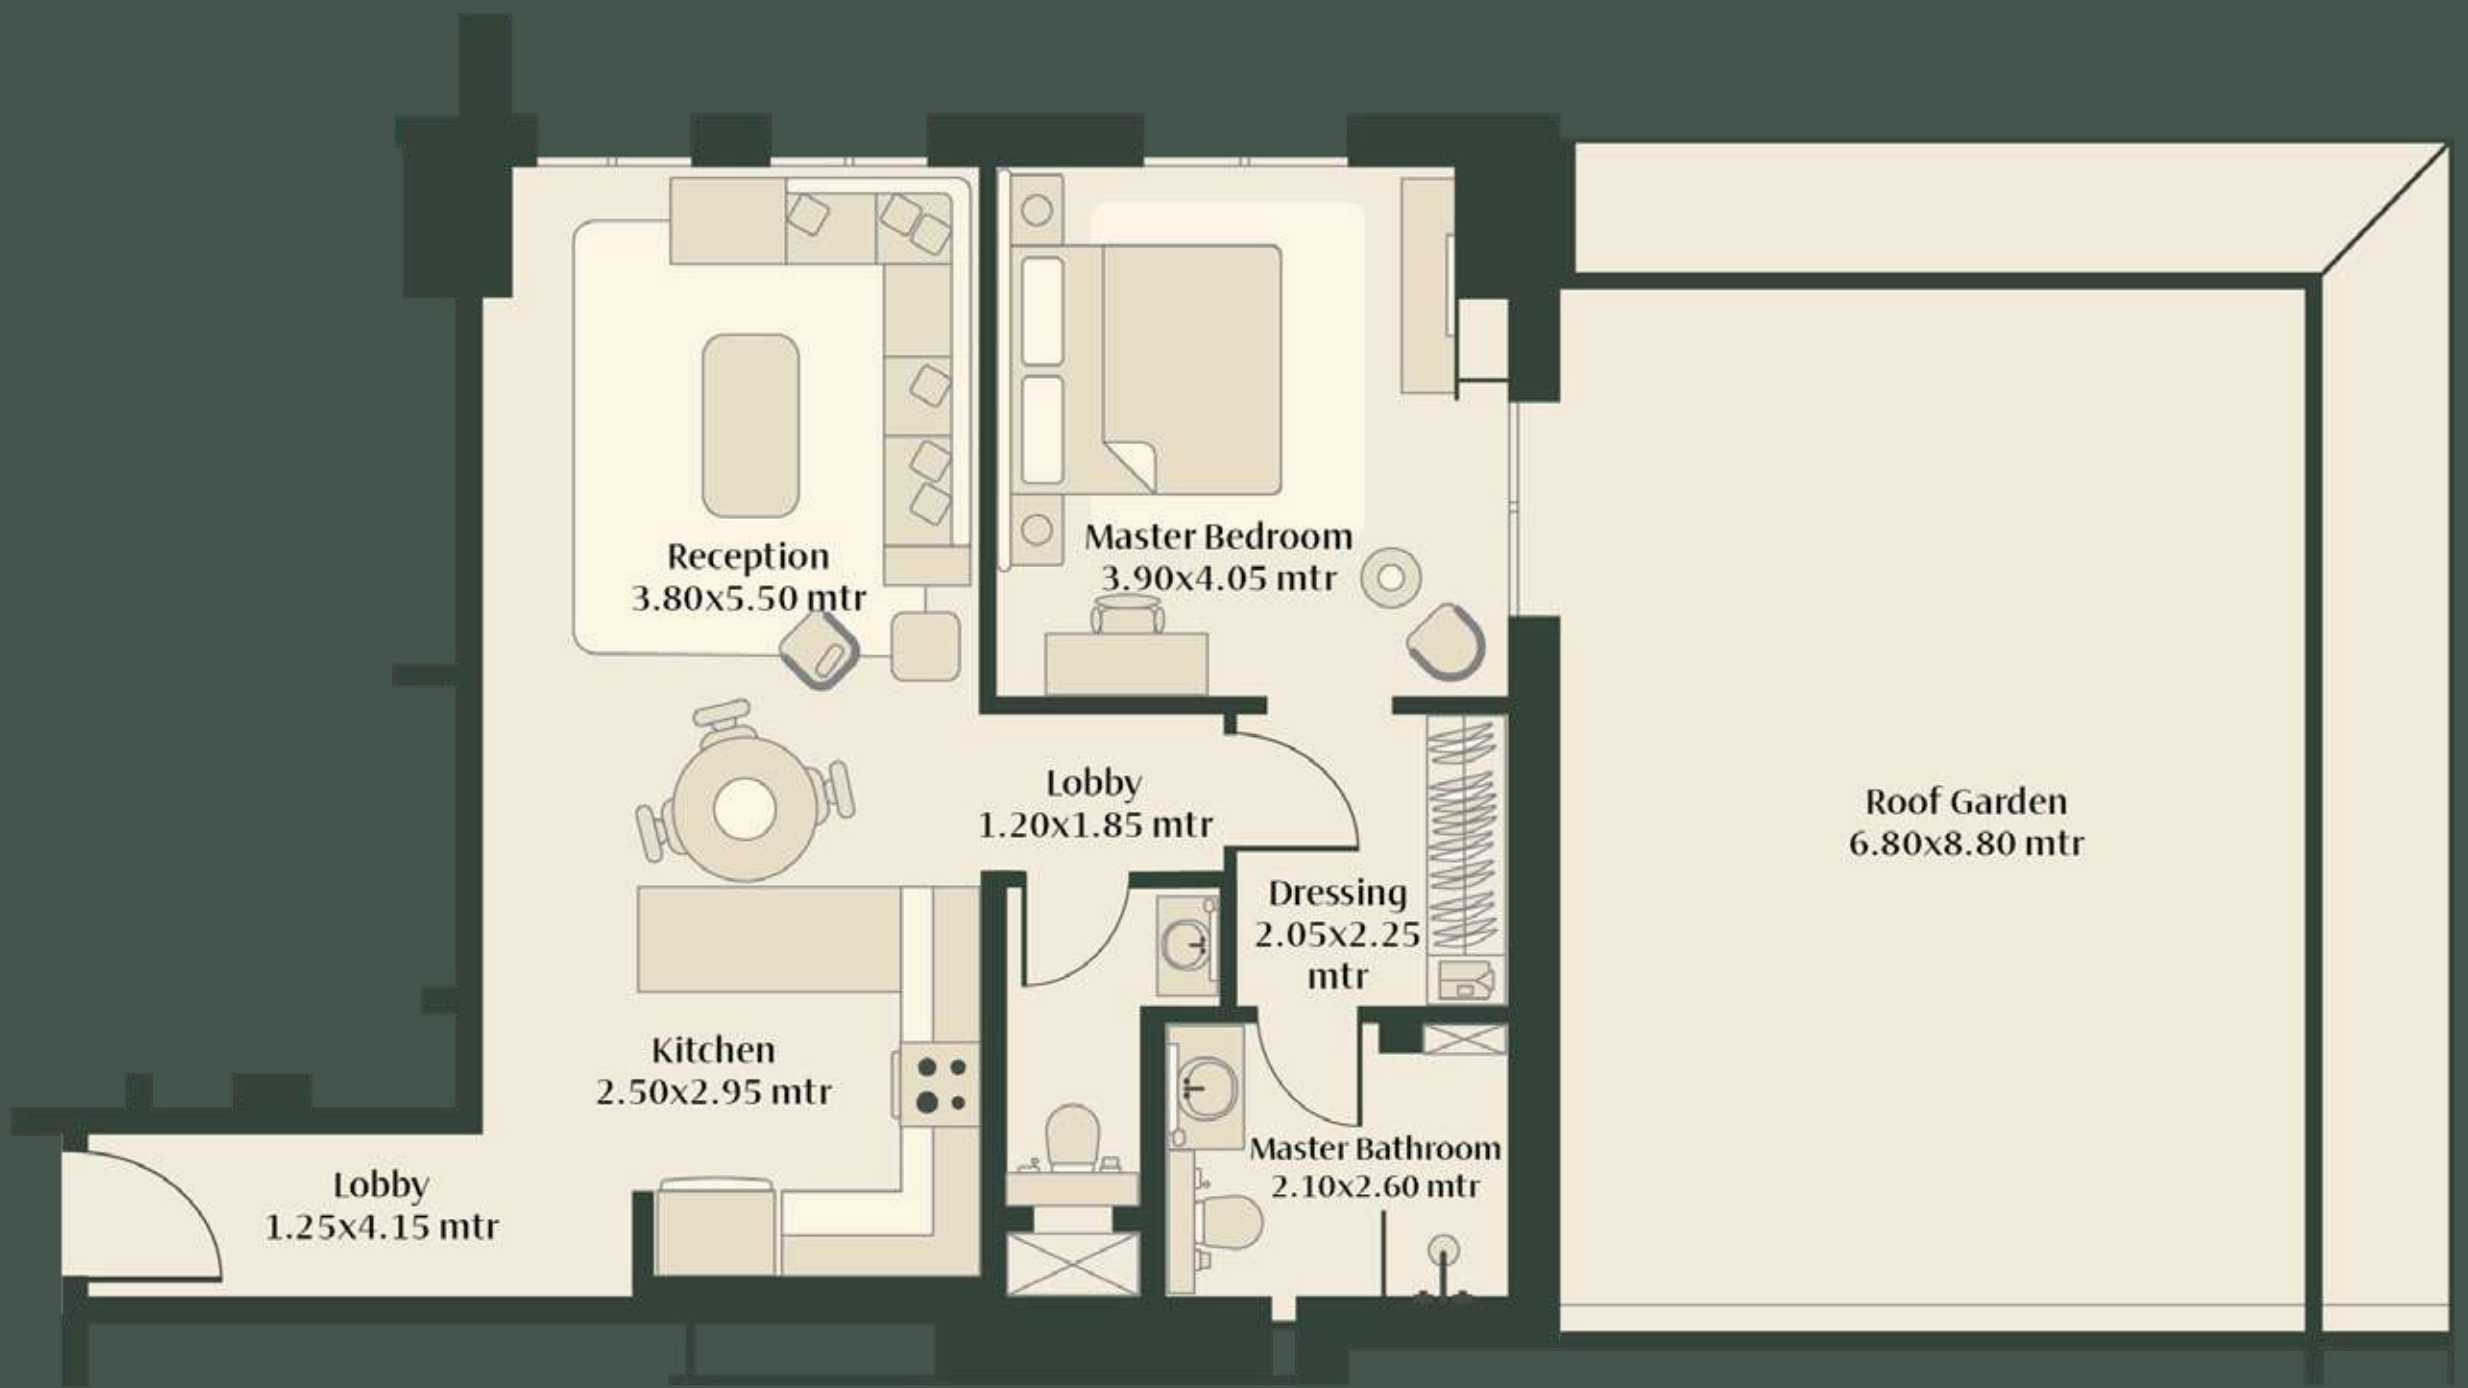 Reception
3.80x5.50 mtr
Master Bedroom
3.90x4.05 mtr
Lobby
1.20x1.85 mtr
Roof Garden
6.80x8.80 mtr
Dressing
2.05x2.25
mtr
Kitchen
2.50x2.95 mtr
Master Bathroom
2.10x2.60 mtr
Lobby
1.25x4.15 mtr